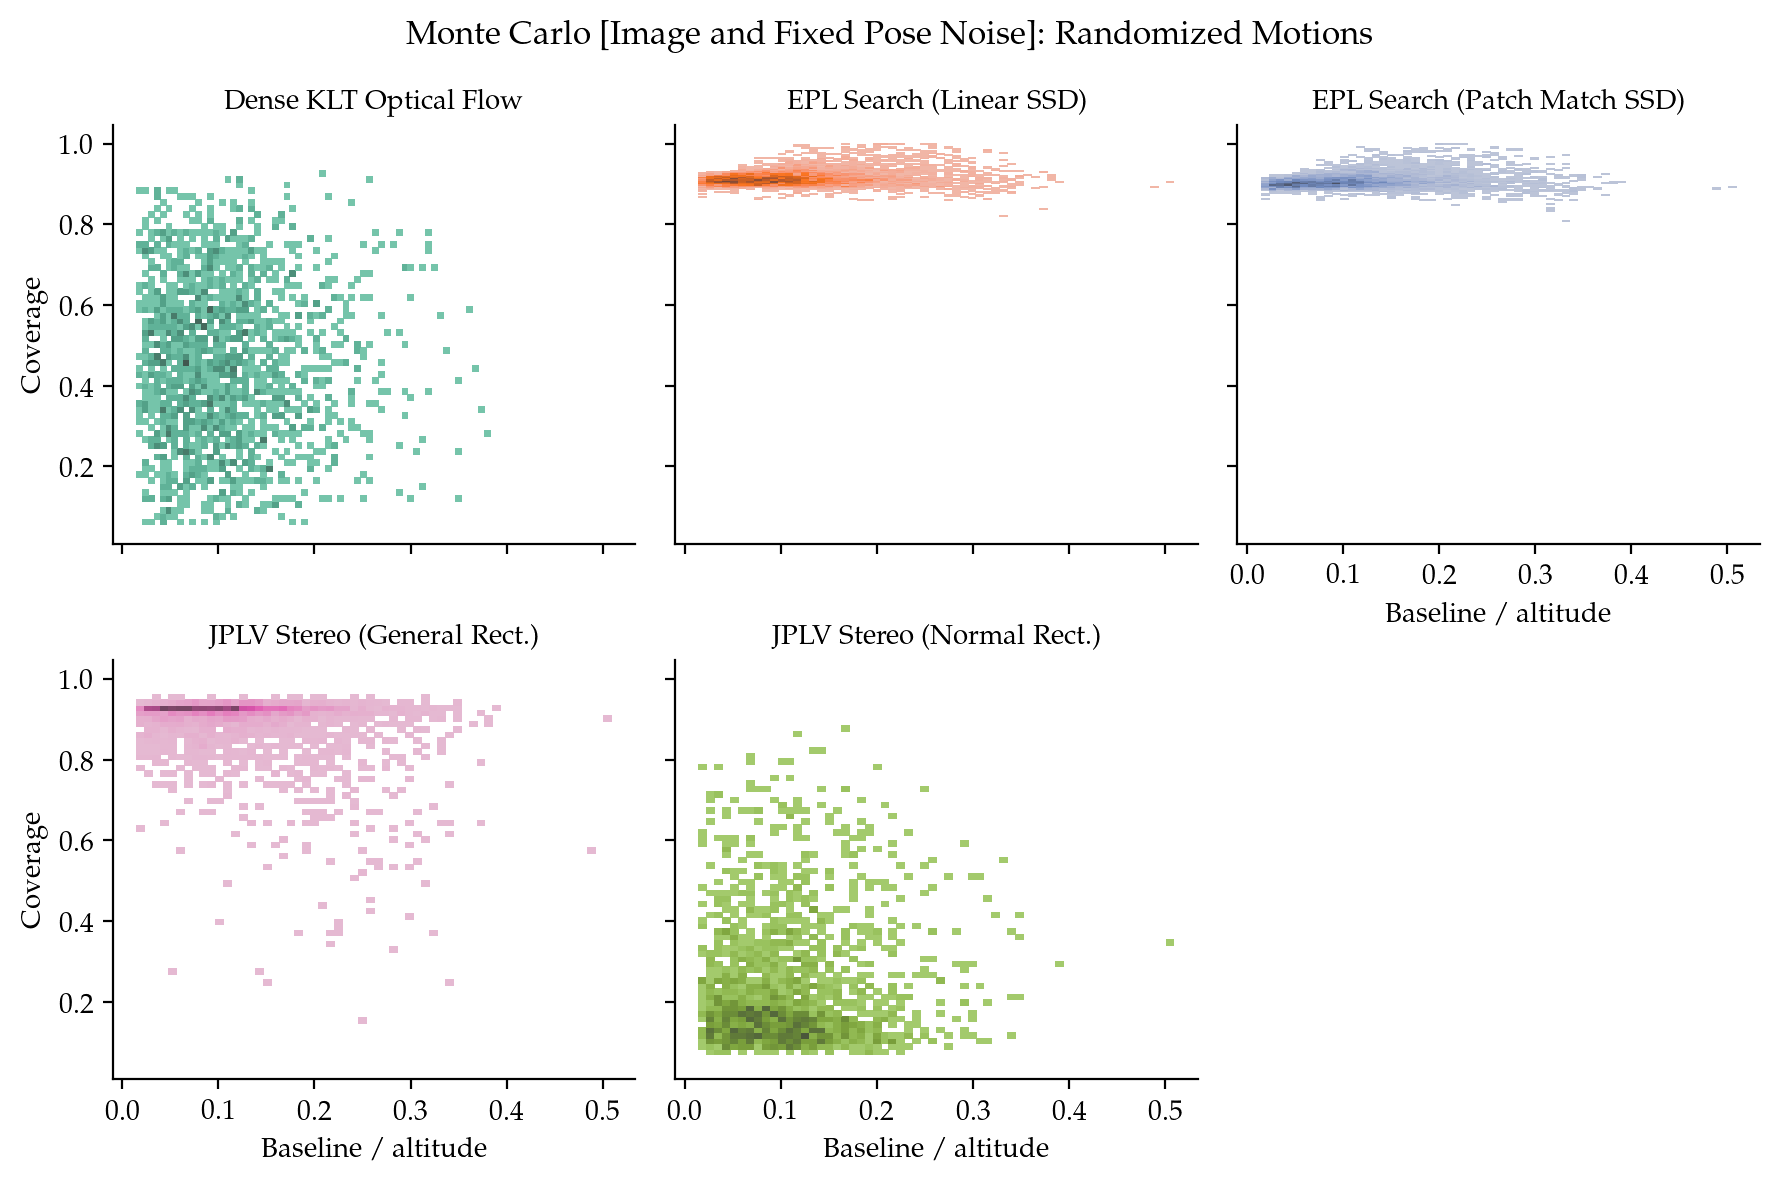 Monte Carlo [Image and Fixed Pose Noise]: Randomized Motions
Dense KLT Optical Flow
EPL Search (Linear SSD)
EPL Search (Patch Match SSD)
1.0
0.8
0.6
0.4
0.2
Coverage
0.0 0.1 0.2 0.3 0.4 0.5
Baseline / altitude
JPLV Stereo (General Rect.)
JPLV Stereo (Normal Rect.)
1.0
0.8
0.6
0.4
0.2
Coverage
0.0 0.1 0.2 0.3 0.4 0.5
0.0 0.1 0.2 0.3 0.4 0.5
Baseline / altitude
Baseline / altitude